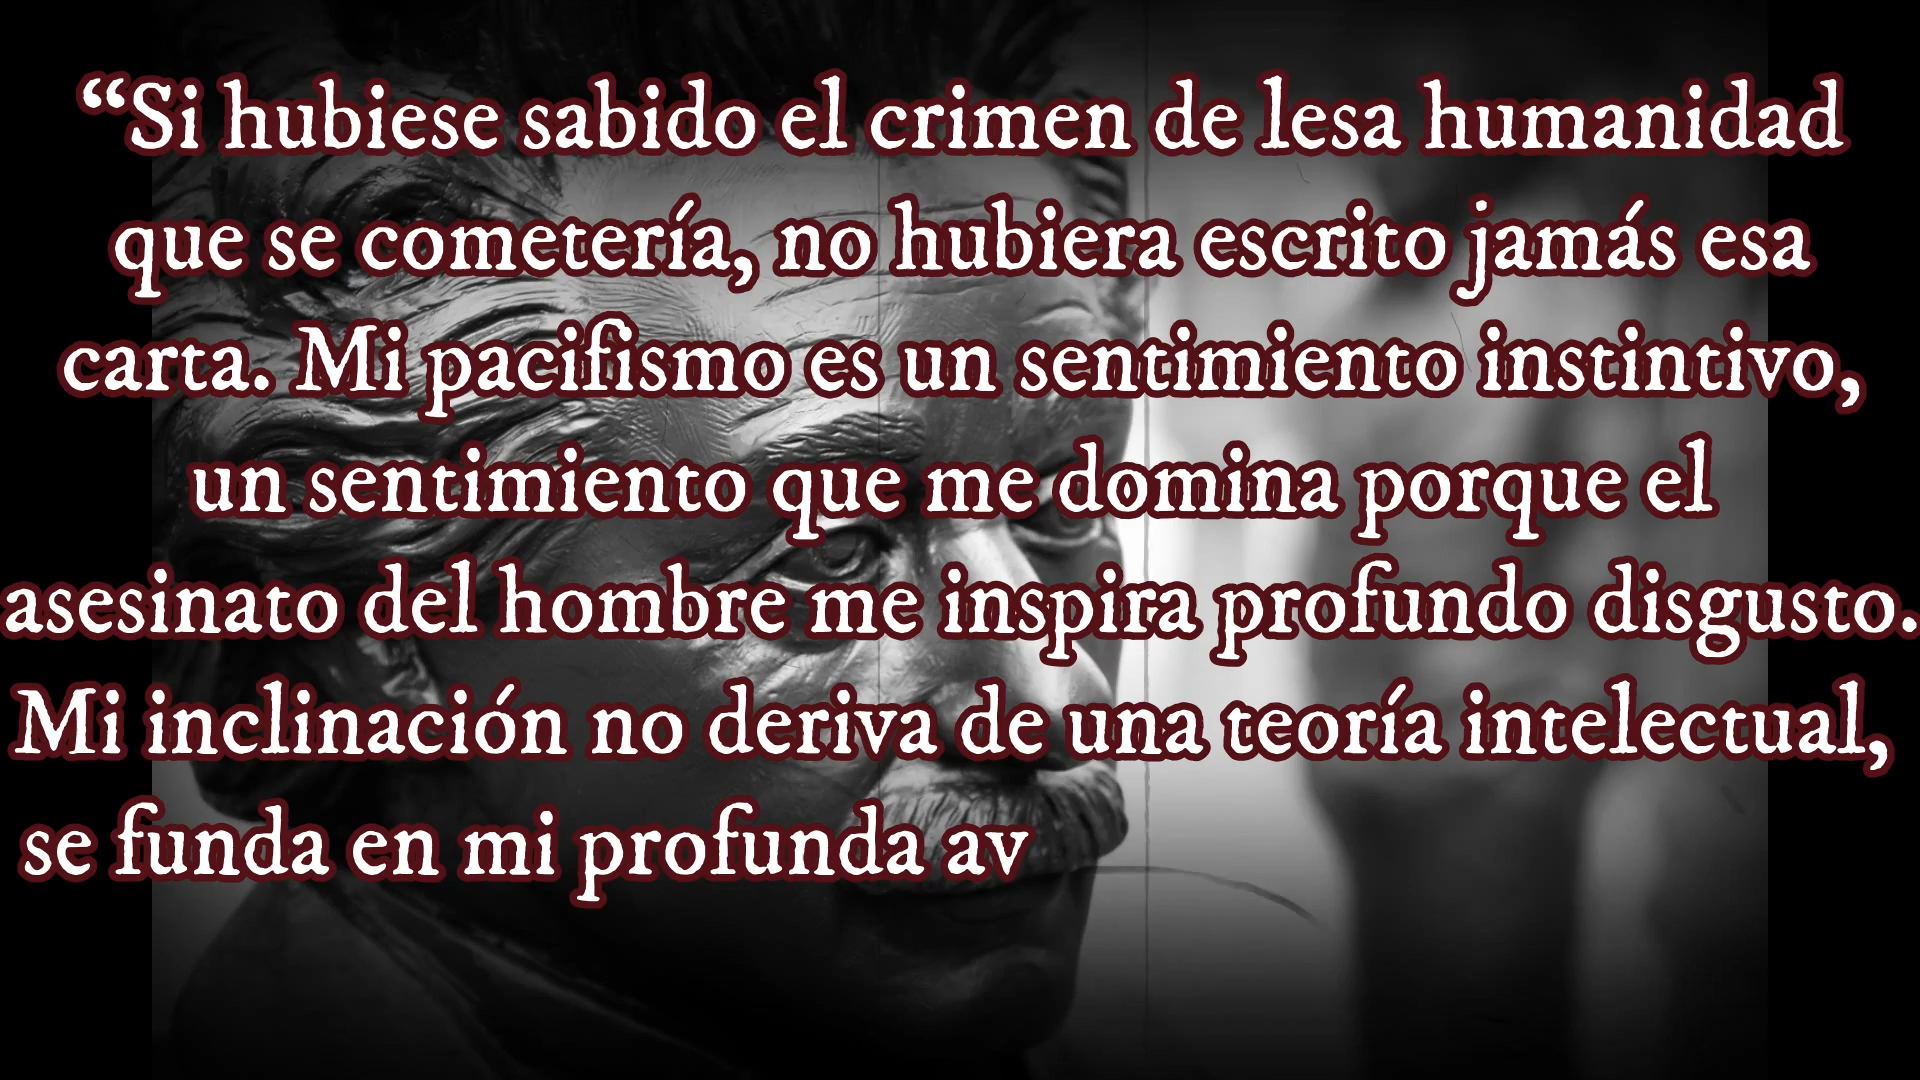 “Si hubiese sabido el crimen de lesa humanidad
que se cometería, no hubiera escrito jamás esa
carta. Mi pacifismo es un sentimiento instintivo,
un sentimiento que me domina porque el
asesinato del hombre me inspira profundo disgusto.
Mi inclinación no deriva de una teoría intelectual,
se funda en mi profunda av